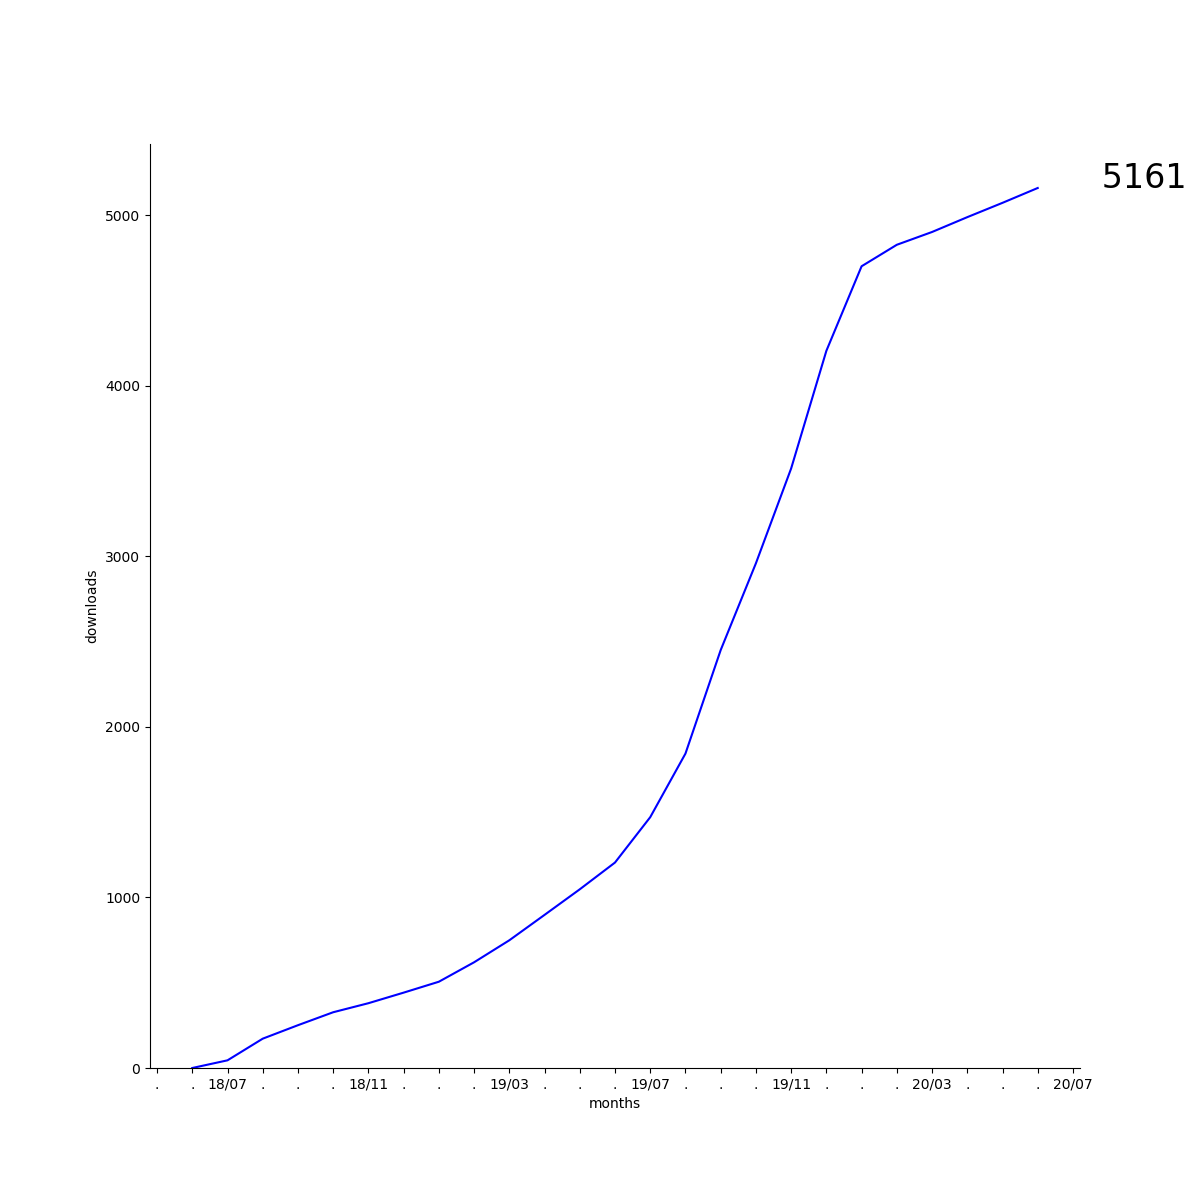 5161
5000
4000
3000
downloads
2000
1000
0
. . 18/07 . . . 18/11 . . . 19/03 . . . 19/07 . . . 19/11 . . . 20/03 . . . 20/07
months